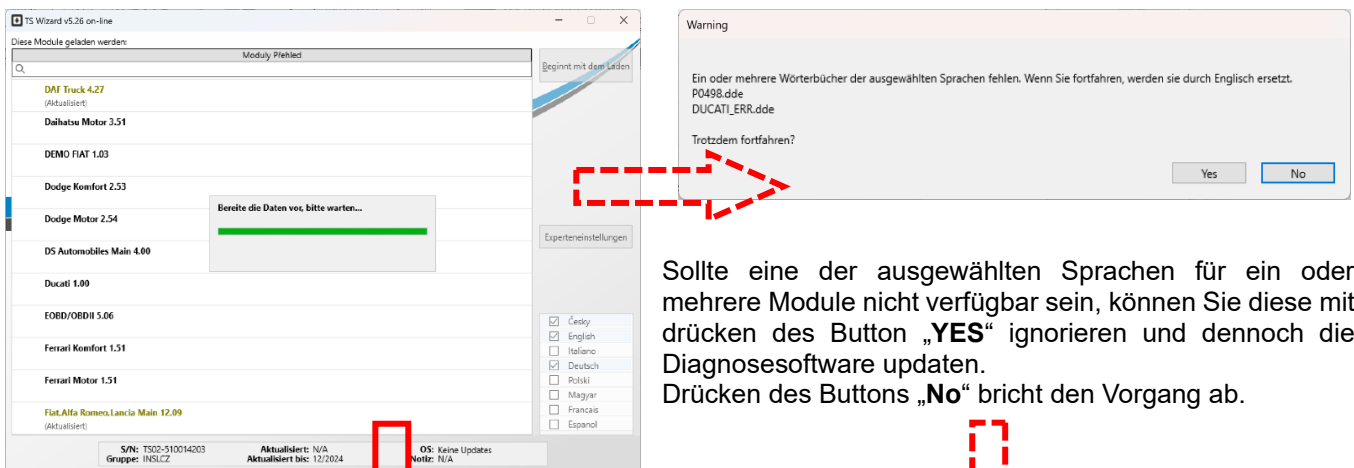 TS Wizard v5.26 on-line
Diese Module geladen werden:
Moduly Přehled
DAF Truck 4.27
(Aktualisiert)
Daihatsu Motor 3.51
DEMO FIAT 1.03
Dodge Komfort 2.53
Dodge Motor 2.54
DS Automobiles Main 4.00
Ducati 1.00
EOBD/OBDII 5.06
Ferrari Komfort 1.51
Ferrari Motor 1.51
Fiat.Alfa Romeo.Lancia Main 12.09
(Aktualisiert)
Bereite die Daten vor, bitte warten...
Beginnt mit dem Laden
Experteneinstellungen
Česky
English
Italiano
Deutsch
Polski
Magyar
Francais
Espanol
S/N: TS02-510014203 Aktualisiert: N/A OS: Keine Updates
Gruppe: INSLCZ Aktualisiert bis: 12/2024 Notiz: N/A
Warning
Ein oder mehrere Wörterbücher der ausgewählten Sprachen fehlen. Wenn Sie fortfahren, werden sie durch Englisch ersetzt.
P0498.dde
DUCATI_ERR.dde
Trotzdem fortfahren?
Yes No
Sollte eine der ausgewählten Sprachen für ein oder
mehrere Module nicht verfügbar sein, können Sie diese mit
drücken des Button „YES“ ignorieren und dennoch die
Diagnosesoftware updaten.
Drücken des Buttons „No“ bricht den Vorgang ab.